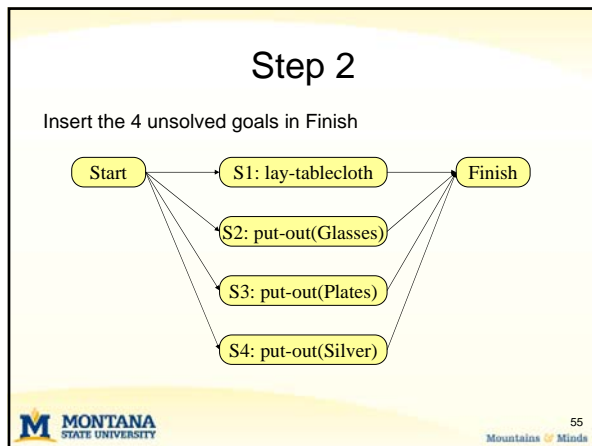 Step 2
Insert the 4 unsolved goals in Finish
Start
S1: lay-tablecloth
Finish
S2: put-out(Glasses)
S3: put-out(Plates)
S4: put-out(Silver)
M MONTANA
STATE UNIVERSITY
55
Mountains & Minds